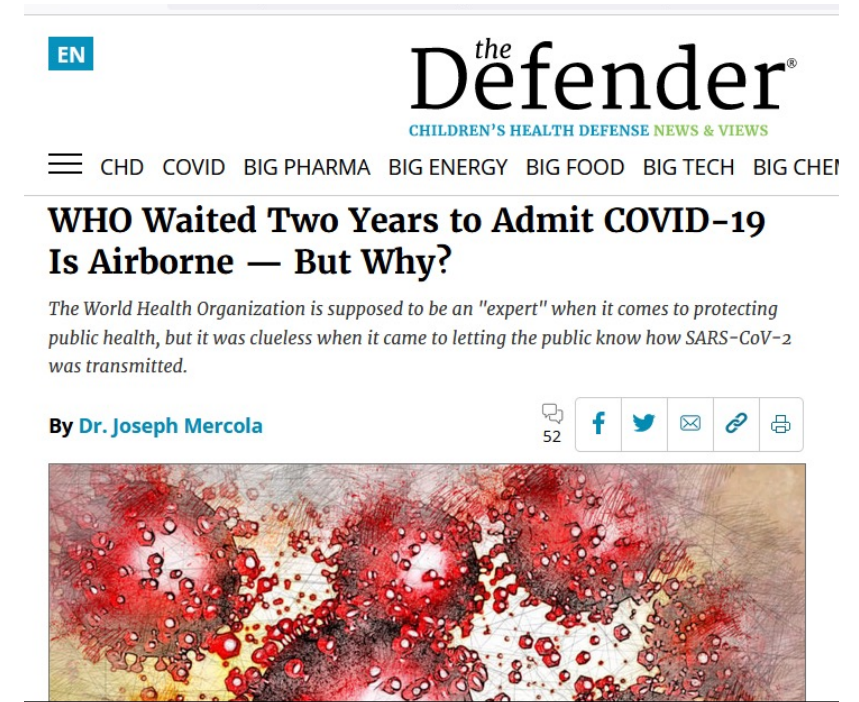 EN
the
Defender®
CHILDREN'S HEALTH DEFENSE NEWS & VIEWS
CHD COVID BIG PHARMA BIG ENERGY BIG FOOD BIG TECH BIG CHE
WHO Waited Two Years to Admit COVID-19
Is Airborne — But Why?
The World Health Organization is supposed to be an "expert" when it comes to protecting
public health, but it was clueless when it came to letting the public know how SARS-CoV-2
was transmitted.
By Dr. Joseph Mercola
52